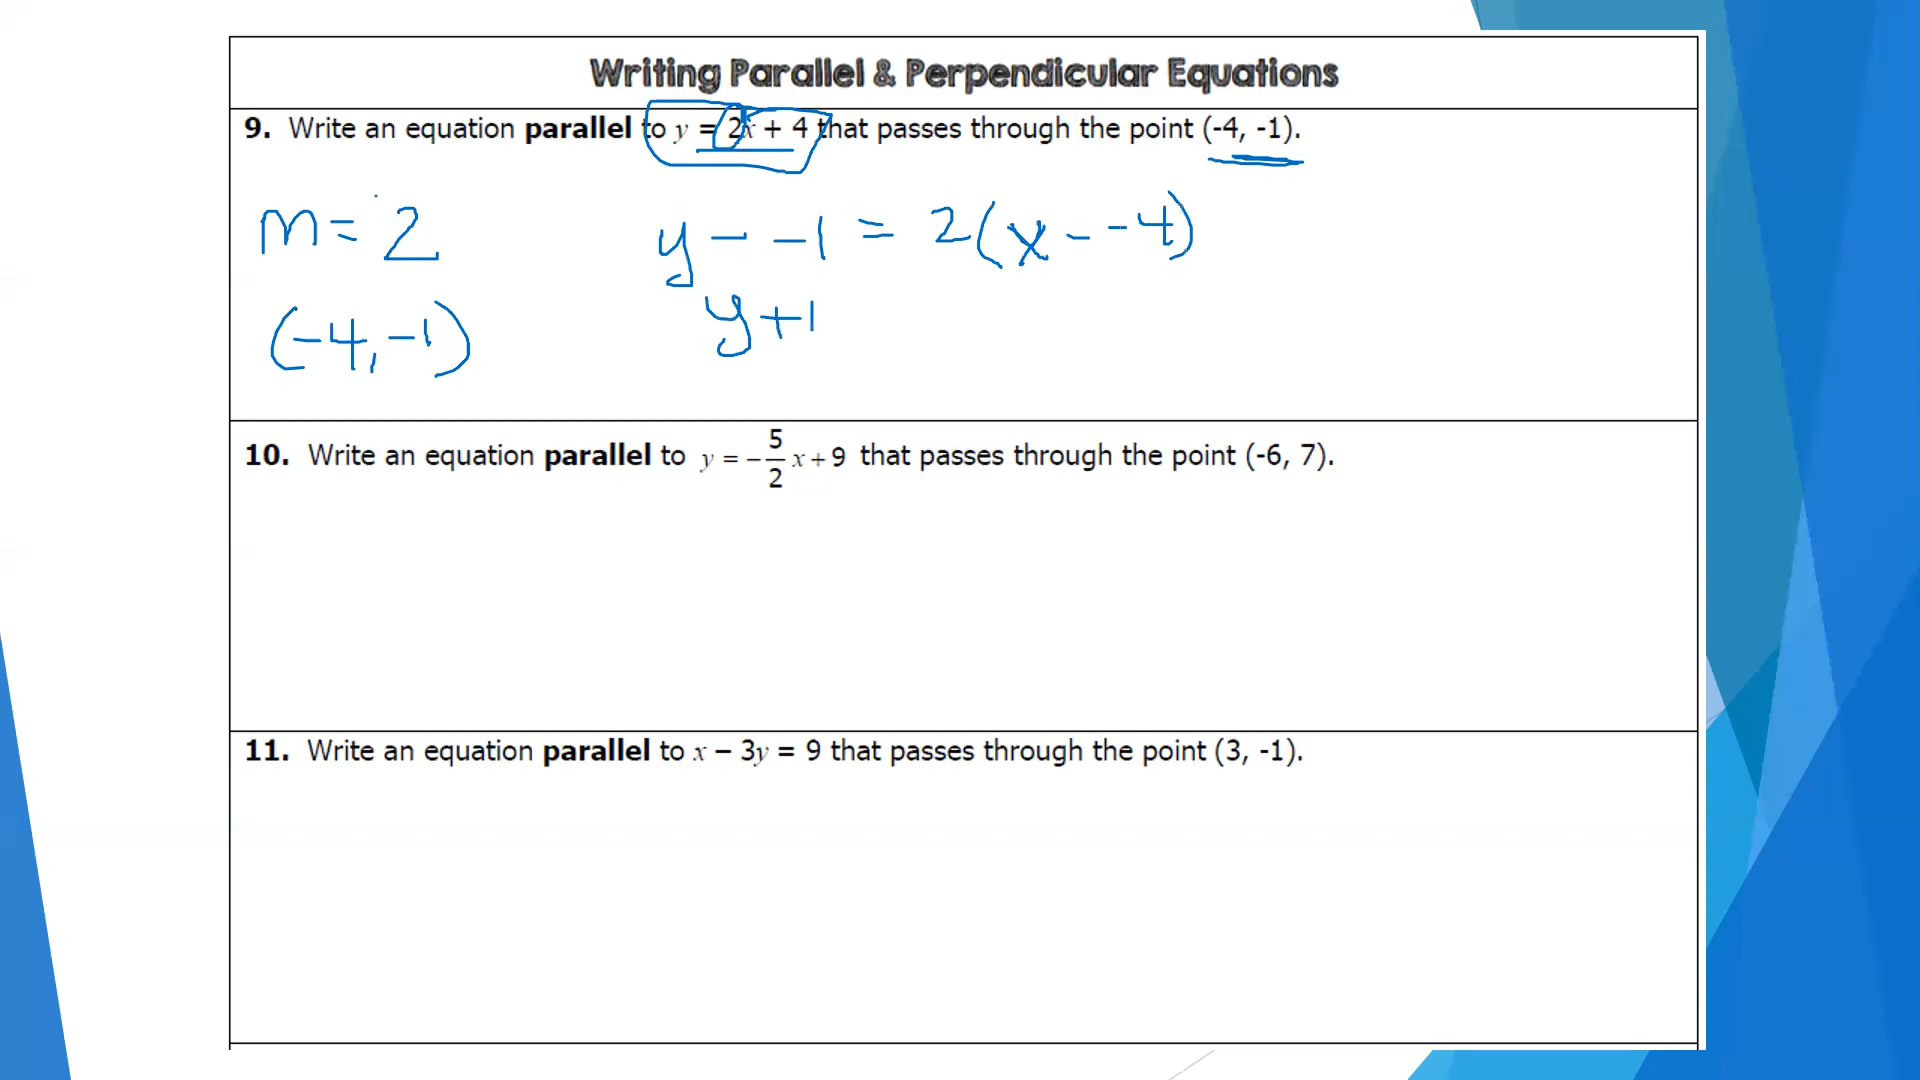 Writing Parallel & Perpendicular Equations
9. Write an equation parallel to y = 2x + 4 that passes through the point (-4, -1).
m = 2
y - -1 = 2(x - -4)
(-4, -1)
y + 1
10. Write an equation parallel to y = -5/2 x + 9 that passes through the point (-6, 7).
11. Write an equation parallel to x − 3y = 9 that passes through the point (3, -1).